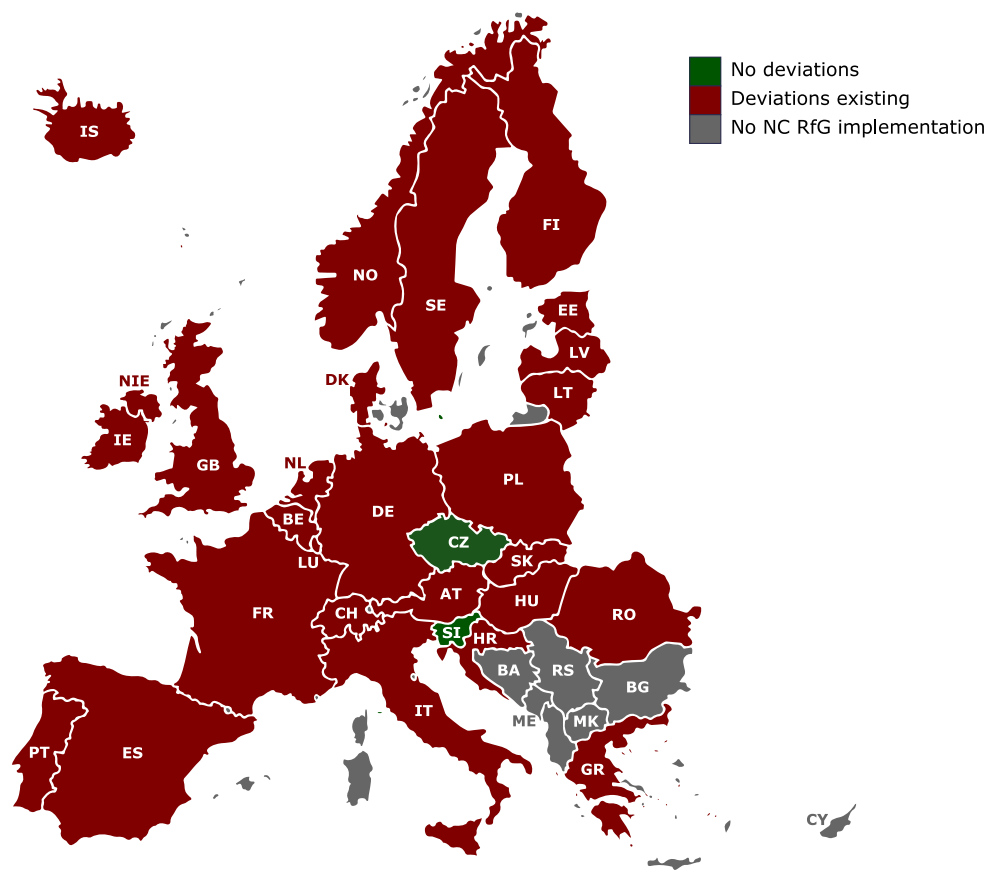 No deviations
Deviations existing
No NC RfG implementation
IS
FI
NO
SE
EE
LV
NIE
DK
LT
IE
GB
NL
PL
DE
BE
CZ
LU
SK
AT
HU
FR
CH
RO
SI
HR
BA
RS
BG
IT
ME
MK
PT
ES
GR
CY